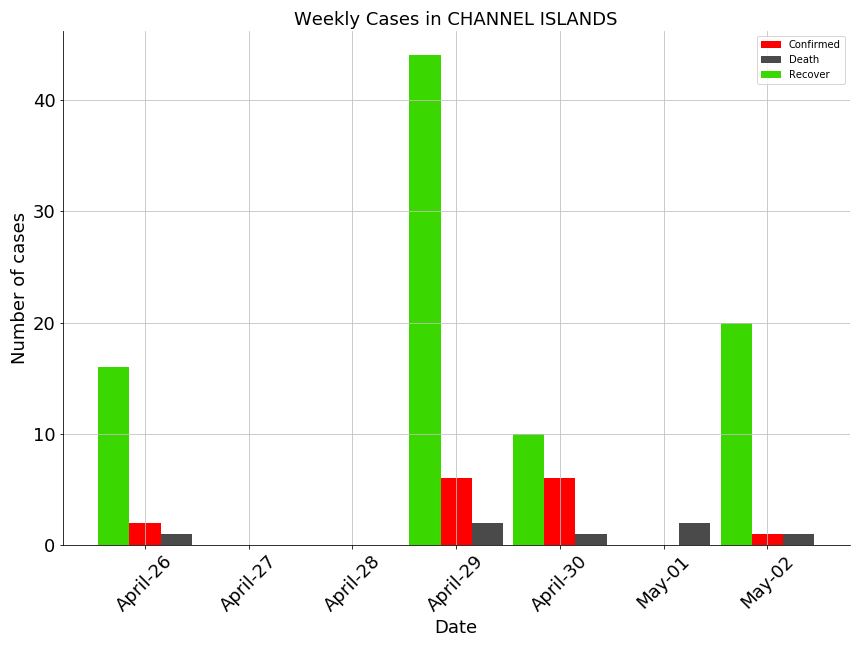 Weekly Cases in CHANNEL ISLANDS
Confirmed
Death
Recover
Number of cases
40
30
20
10
0
April-26
April-27
April-28
April-29
April-30
May-01
May-02
Date